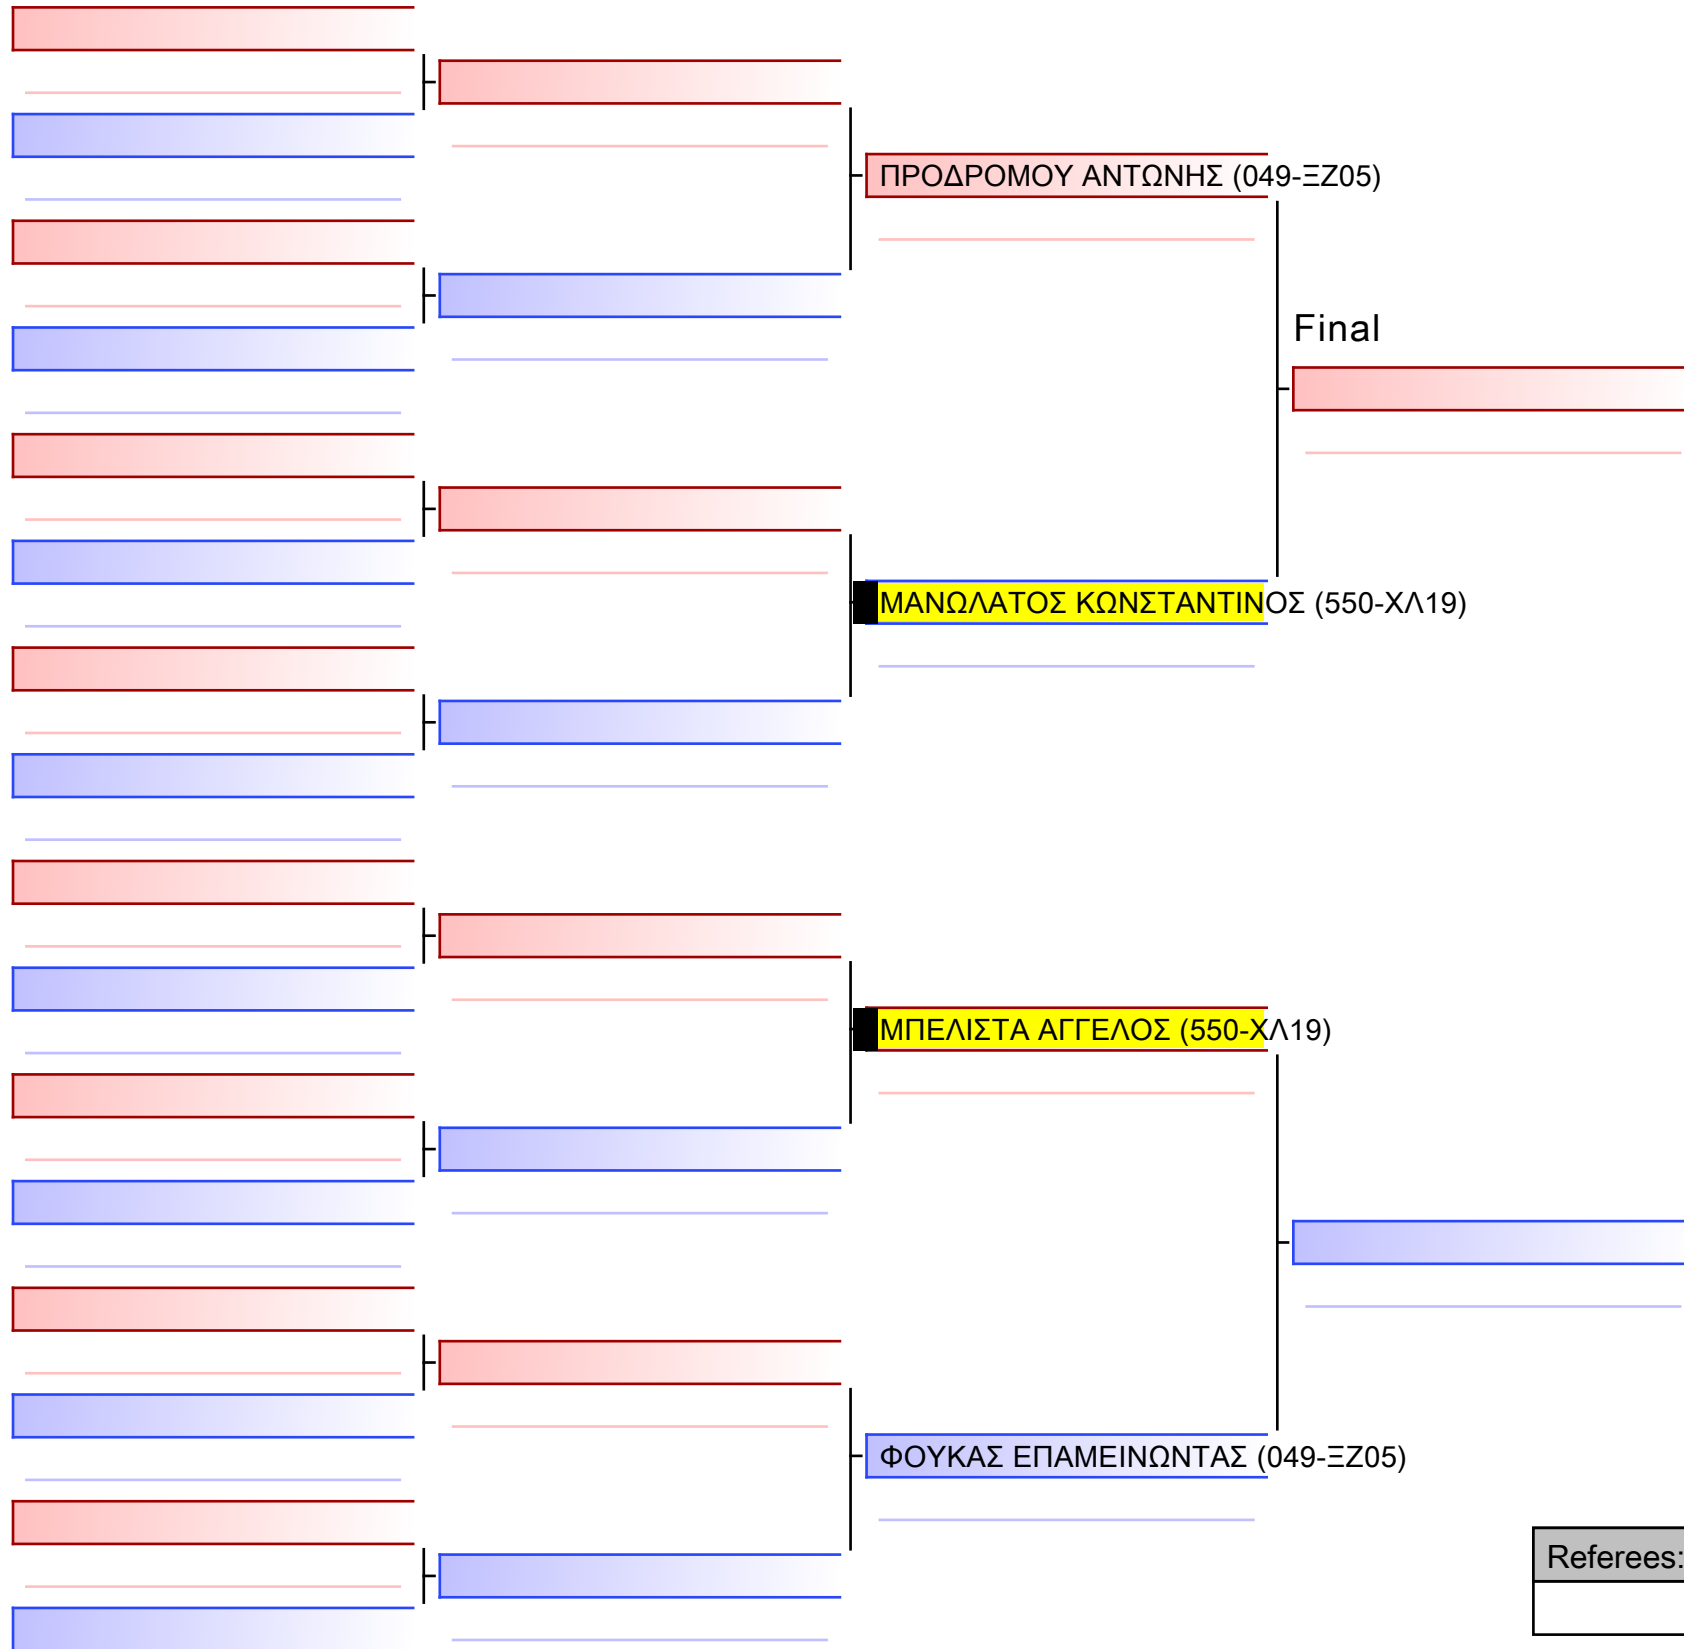 ΠΡΟΔΡΟΜΟΥ ΑΝΤΩΝΗΣ (049-ΞΖ05)
Final
ΜΑΝΩΛΑΤΟΣ ΚΩΝΣΤΑΝΤΙΝΟΣ (550-ΧΛ19)
ΜΠΕΛΙΣΤΑ ΑΓΓΕΛΟΣ (550-ΧΛ19)
ΦΟΥΚΑΣ ΕΠΑΜΕΙΝΩΝΤΑΣ (049-ΞΖ05)
Referees: